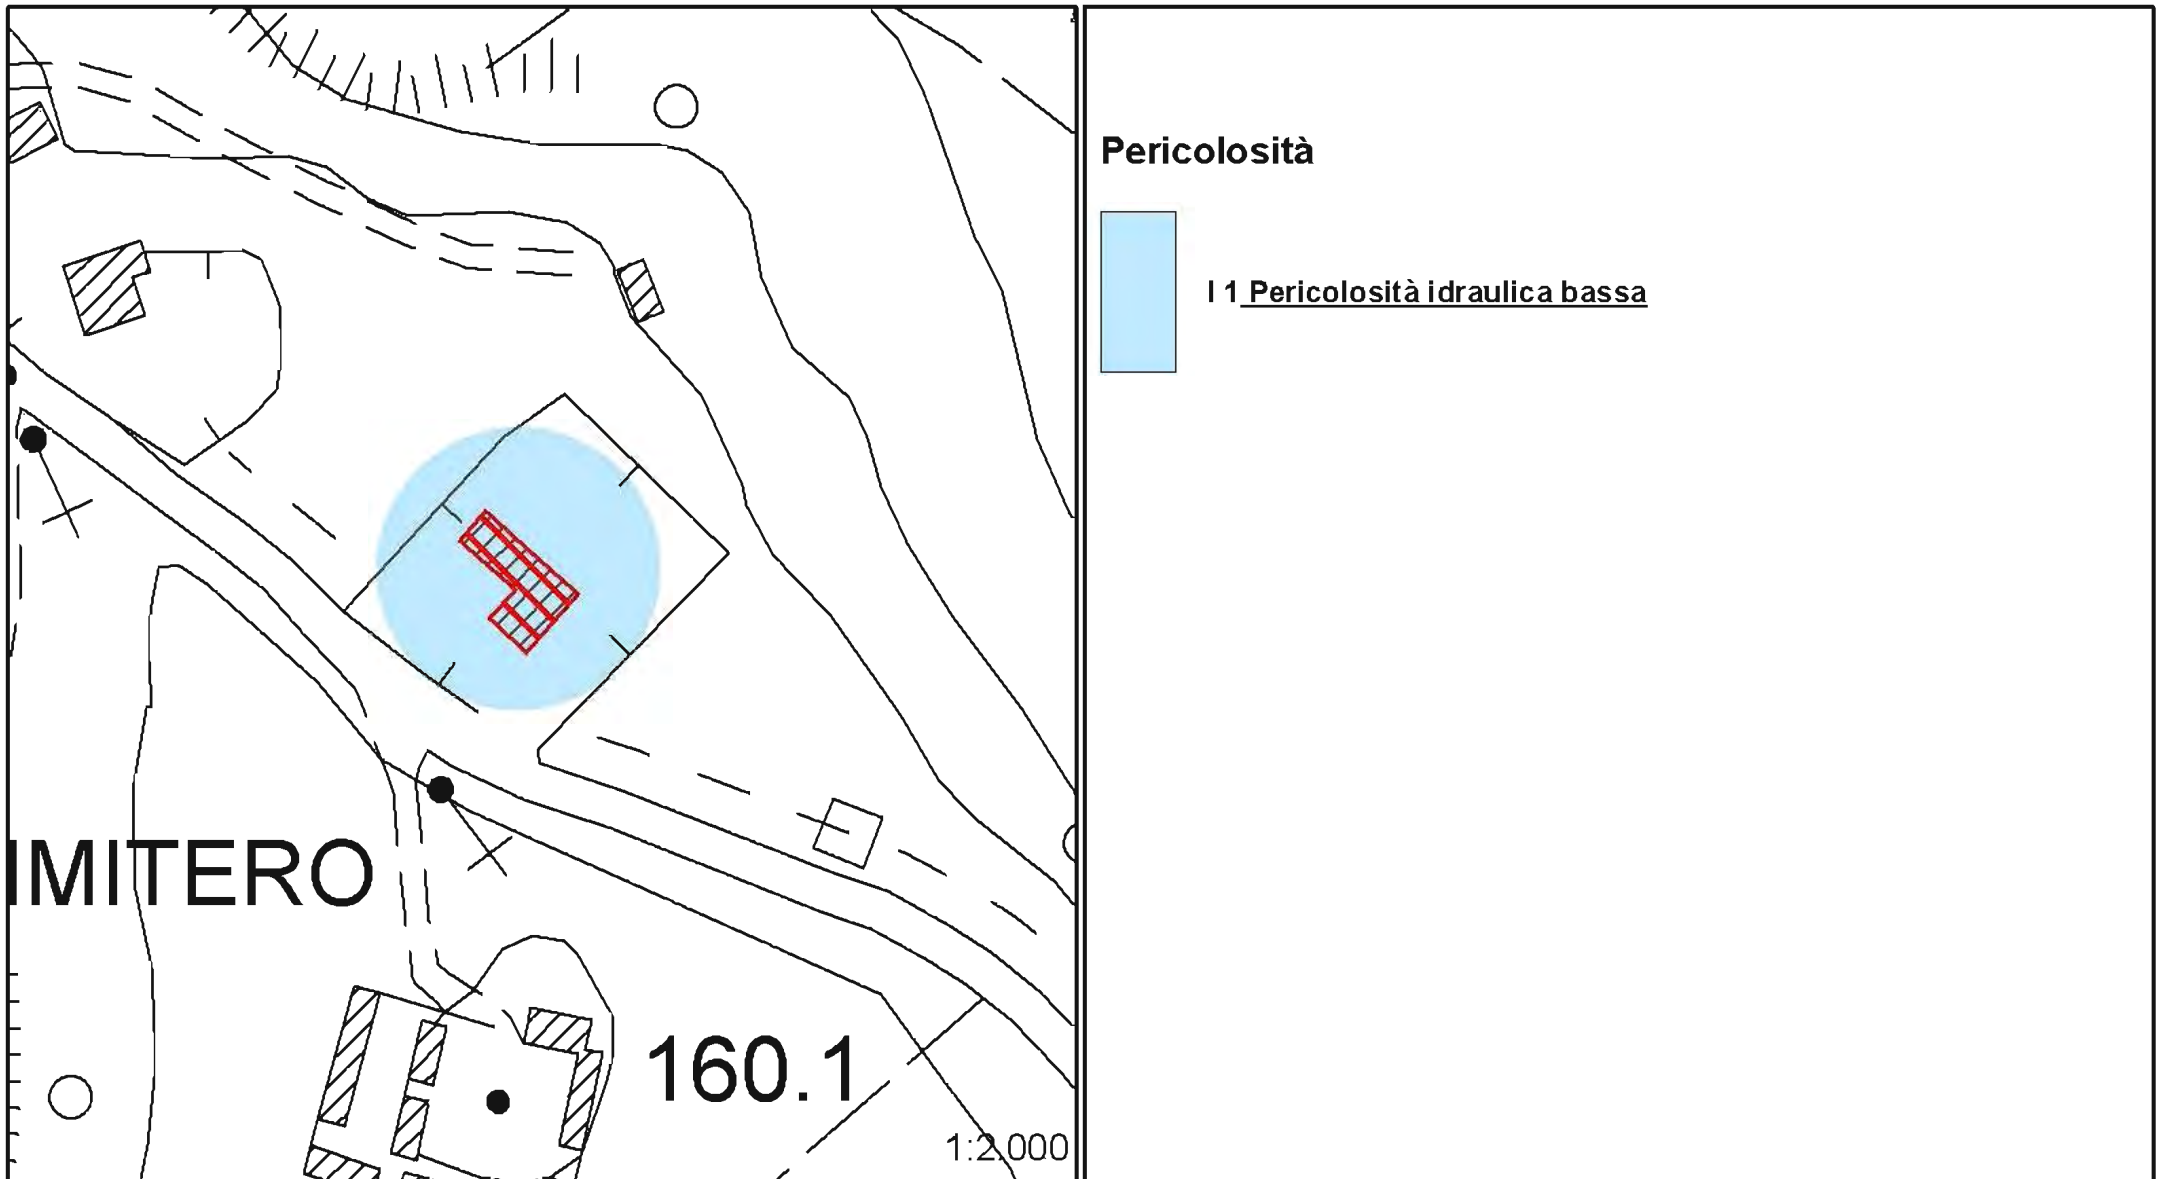 Pericolosità
I 1 Pericolosità idraulica bassa
IMITERO
160.1
1:2.000